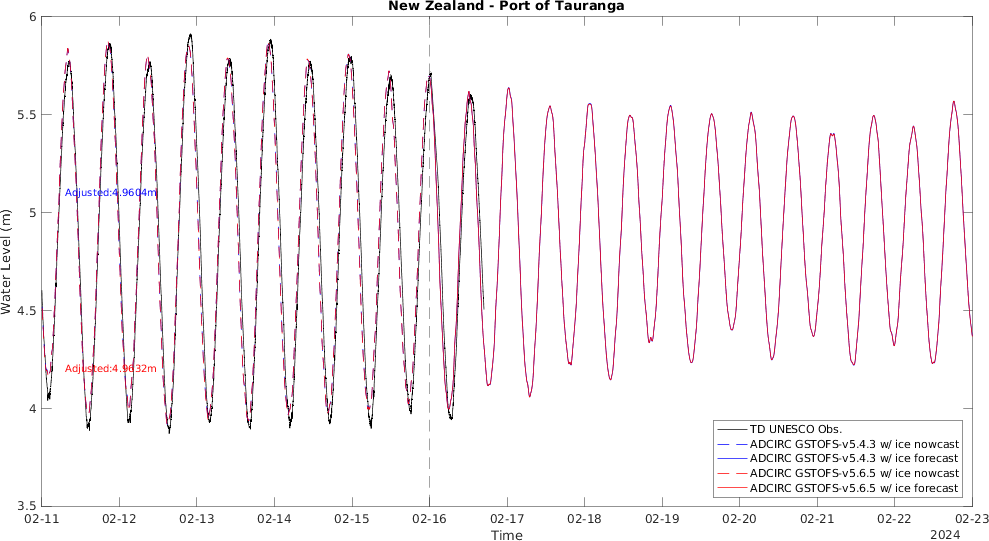 New Zealand - Port of Tauranga
6
5.5
5
4.5
4
3.5
Water Level (m)
Adjusted:4.9604m
Adjusted:4.9632m
TD UNESCO Obs.
ADCIRC GSTOFS-v5.4.3 w/ ice nowcast
ADCIRC GSTOFS-v5.4.3 w/ ice forecast
ADCIRC GSTOFS-v5.6.5 w/ ice nowcast
ADCIRC GSTOFS-v5.6.5 w/ ice forecast
02-11 02-12 02-13 02-14 02-15 02-16 02-17 02-18 02-19 02-20 02-21 02-22 02-23
Time
2024